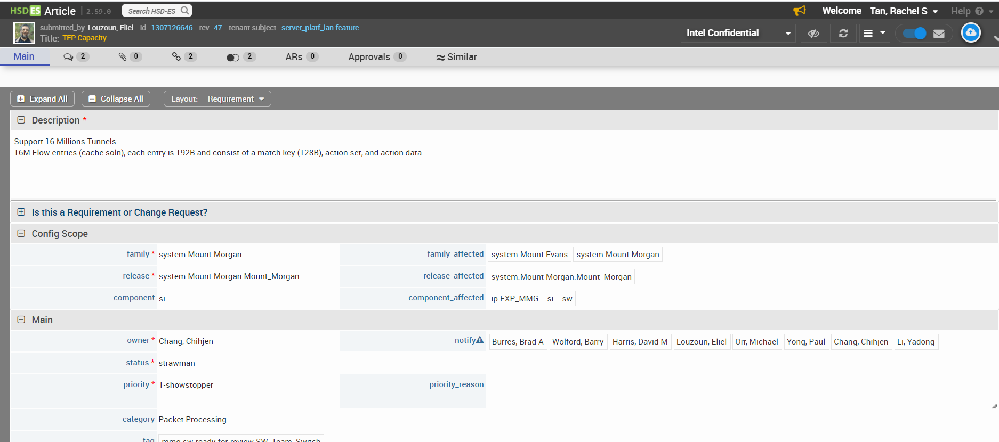 HSDES Article | 2.59.0 Search HSD-ES Welcome Tan, Rachel S Help
submitted_by Louzoun, Eliel id: 1307126646 rev: 47 tenant.subject: server_platf_lan.feature
Title: TEP Capacity
Intel Confidential
Main 2 0 2 2 ARs 0 Approvals 0 Similar
Expand All Collapse All Layout: Requirement
Description *
Support 16 Millions Tunnels
16M Flow entries (cache soln), each entry is 192B and consist of a match key (128B), action set, and action data.
Is this a Requirement or Change Request?
Config Scope
family * system.Mount Morgan family_affected system.Mount Evans system.Mount Morgan
release * system.Mount Morgan.Mount_Morgan release_affected system.Mount Morgan.Mount_Morgan
component si component_affected ip.FXP_MMG si sw
Main
owner * Chang, Chihjen notify Burres, Brad A Wolford, Barry Harris, David M Louzoun, Eliel Orr, Michael Yong, Paul Chang, Chihjen Li, Yadong
status * strawman
priority * 1-showstopper priority_reason
category Packet Processing
tag mmg.sw.ready.for.review:SW_Team_Switch